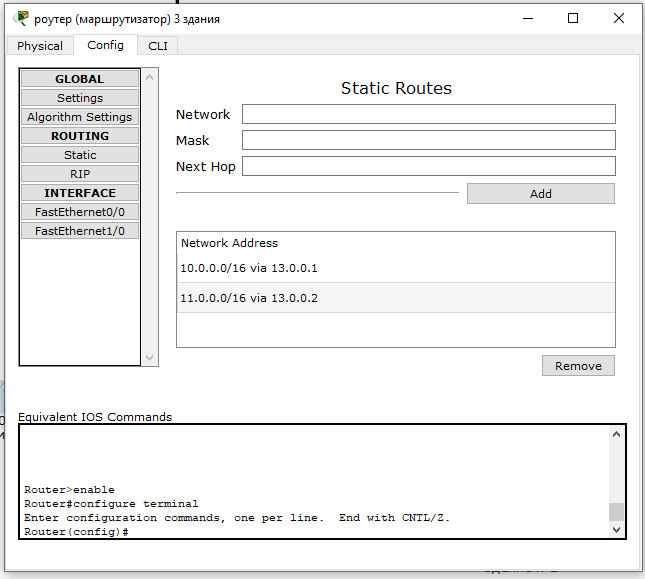 роутер (маршрутизатор) 3 здания
Physical Config CLI
GLOBAL
Settings
Algorithm Settings
ROUTING
Static
RIP
INTERFACE
FastEthernet0/0
FastEthernet1/0
Static Routes
Network
Mask
Next Hop
Add
Network Address
10.0.0.0/16 via 13.0.0.1
11.0.0.0/16 via 13.0.0.2
Remove
Equivalent IOS Commands
Router>enable
Router#configure terminal
Enter configuration commands, one per line. End with CNTL/Z.
Router(config)#